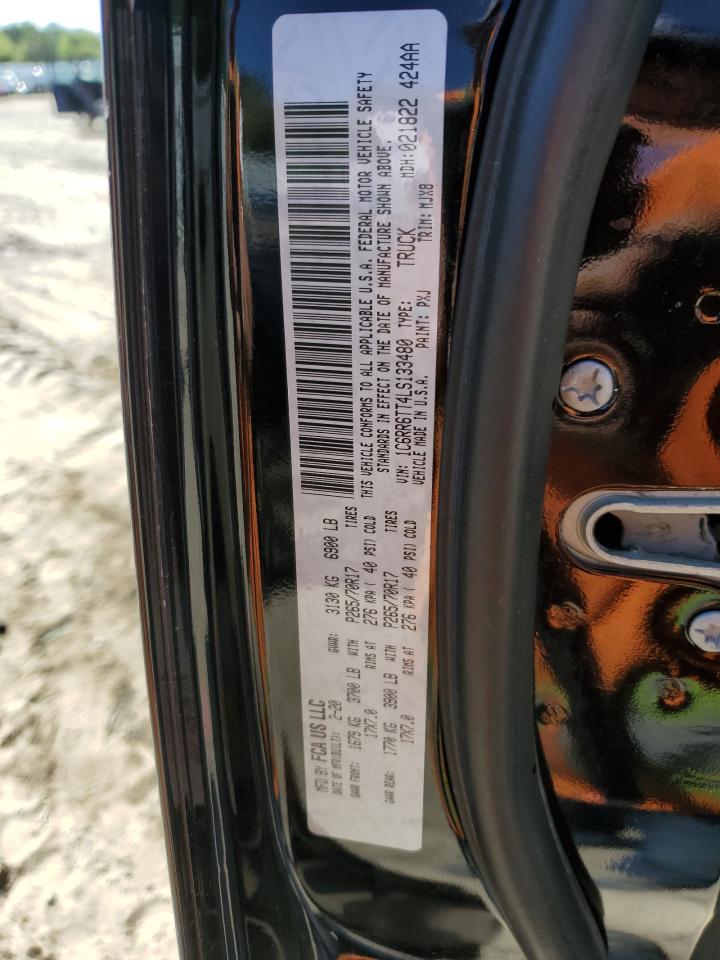 MFD BY FCA US LLC
DATE OF MFR(BUILT): 2-20 GVWR: 3130 KG 6900 LB
GAWR FRONT: 1679 KG 3700 LB WITH P265/70R17 TIRES
17X7.0 RIMS AT 276 KPA ( 40 PSI) COLD
GAWR REAR: 1770 KG 3900 LB WITH P265/70R17 TIRES
17X7.0 RIMS AT 276 KPA ( 40 PSI) COLD
THIS VEHICLE CONFORMS TO ALL APPLICABLE U.S.A. FEDERAL MOTOR VEHICLE SAFETY
STANDARDS IN EFFECT ON THE DATE OF MANUFACTURE SHOWN ABOVE.
VIN: 1C6RR6TT4LS133480 TYPE: TRUCK MDH:021822 424AA
VEHICLE MADE IN U.S.A. PAINT: PXJ TRIM: MJX8